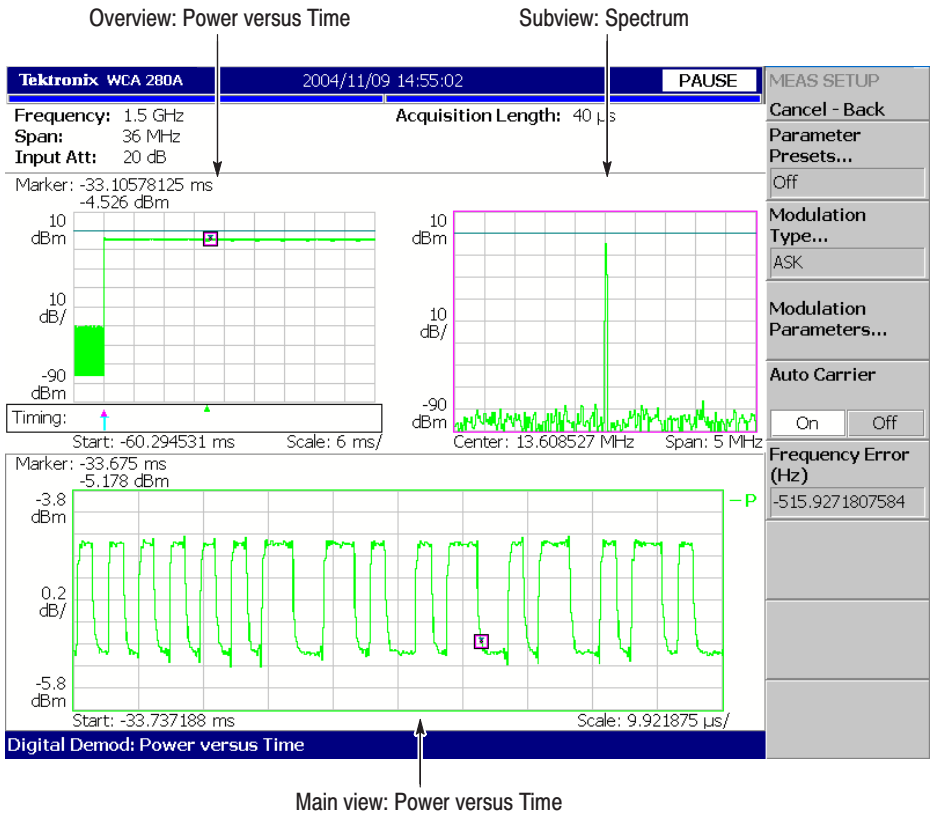 Overview: Power versus Time
Subview: Spectrum
Tektronix WCA 280A
2004/11/09 14:55:02
PAUSE
Frequency: 1.5 GHz
Acquisition Length: 40 µs
Span: 36 MHz
Input Att: 20 dB
Marker: -33.10578125 ms
-4.526 dBm
10
dBm
10
dB/
-90
dBm
Timing:
Start: -60.294531 ms
Scale: 6 ms/
10
dBm
10
dB/
-90
dBm
Center: 13.608527 MHz
Span: 5 MHz
Marker: -33.675 ms
-5.178 dBm
-3.8
dBm
0.2
dB/
-5.8
dBm
P
Start: -33.737188 ms
Scale: 9.921875 µs/
Digital Demod: Power versus Time
MEAS SETUP
Cancel - Back
Parameter
Presets...
Off
Modulation
Type...
ASK
Modulation
Parameters...
Auto Carrier
On
Off
Frequency Error
(Hz)
-515.9271807584
Main view: Power versus Time